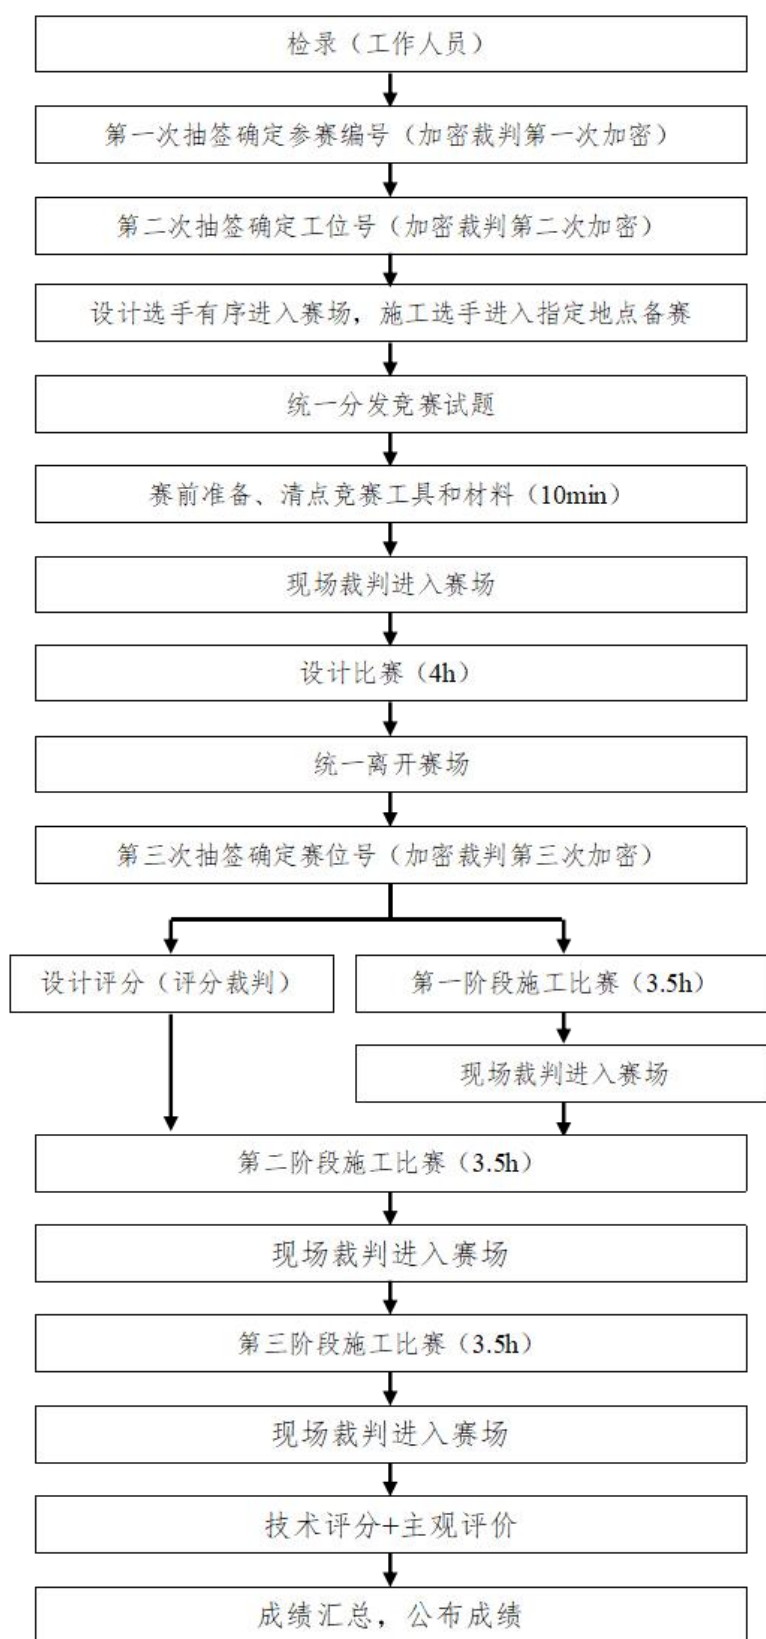 检录（工作人员）
第一次抽签确定参赛编号（加密裁判第一次加密）
第二次抽签确定工位号（加密裁判第二次加密）
设计选手有序进入赛场，施工选手进入指定地点备赛
统一分发竞赛试题
赛前准备、清点竞赛工具和材料（10min）
现场裁判进入赛场
设计比赛（4h）
统一离开赛场
第三次抽签确定赛位号（加密裁判第三次加密）
设计评分（评分裁判）
第一阶段施工比赛（3.5h）
现场裁判进入赛场
第二阶段施工比赛（3.5h）
现场裁判进入赛场
第三阶段施工比赛（3.5h）
现场裁判进入赛场
技术评分+主观评价
成绩汇总，公布成绩